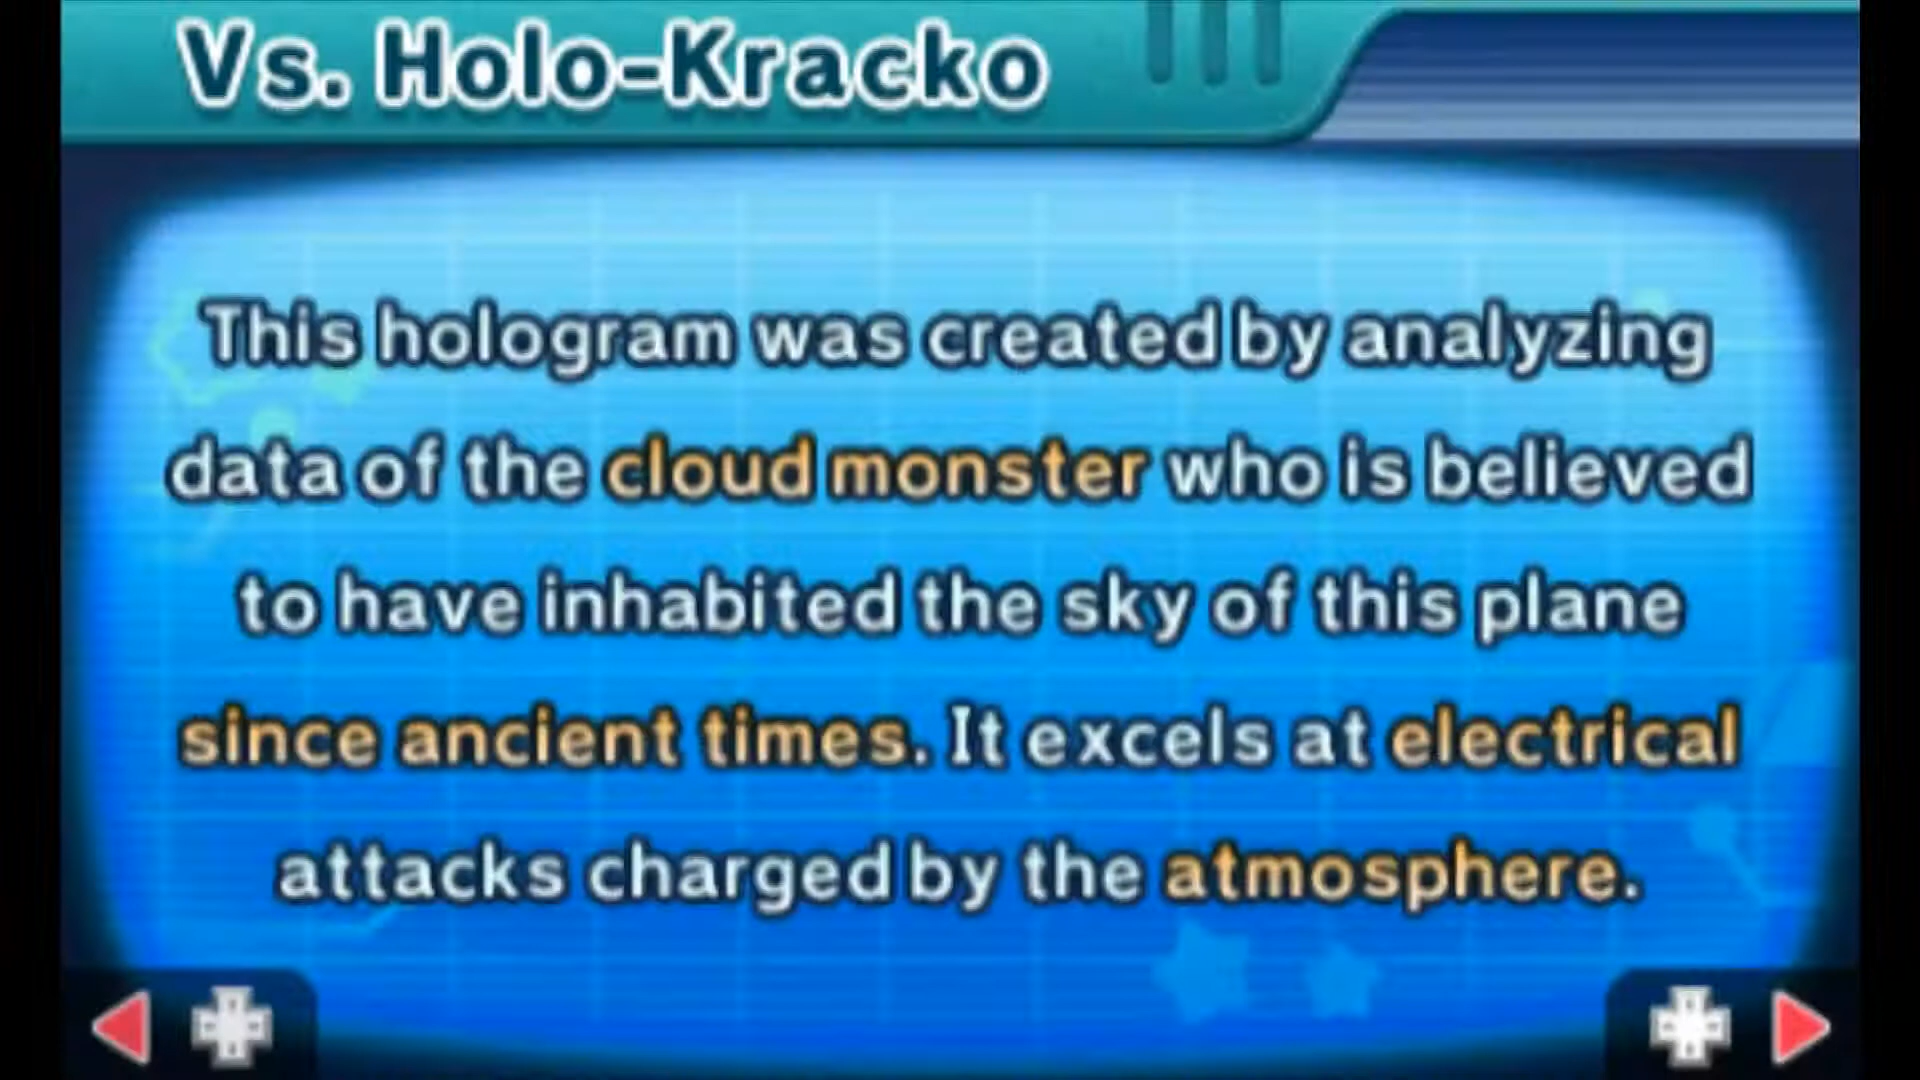 Vs. Holo-Kracko
This hologram was created by analyzing
data of the cloud monster who is believed
to have inhabited the sky of this plane
since ancient times. It excels at electrical
attacks charged by the atmosphere.